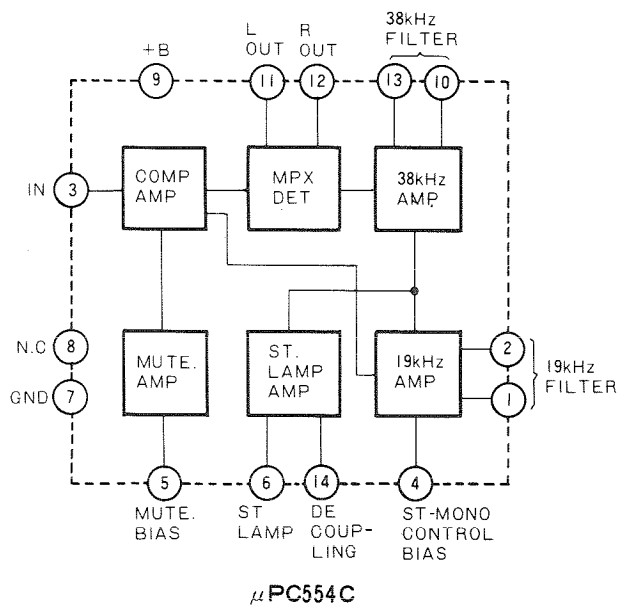 38kHz
FILTER
L
OUT
R
OUT
+B
9
11
12
13
10
IN
3
COMP
AMP
MPX
DET
38kHz
AMP
N.C
8
GND
7
MUTE.
AMP
ST.
LAMP
AMP
19kHz
AMP
2
1
19kHz
FILTER
5
6
14
4
MUTE.
BIAS
ST
LAMP
DE
COUP-
LING
ST-MONO
CONTROL
BIAS
μPC554C